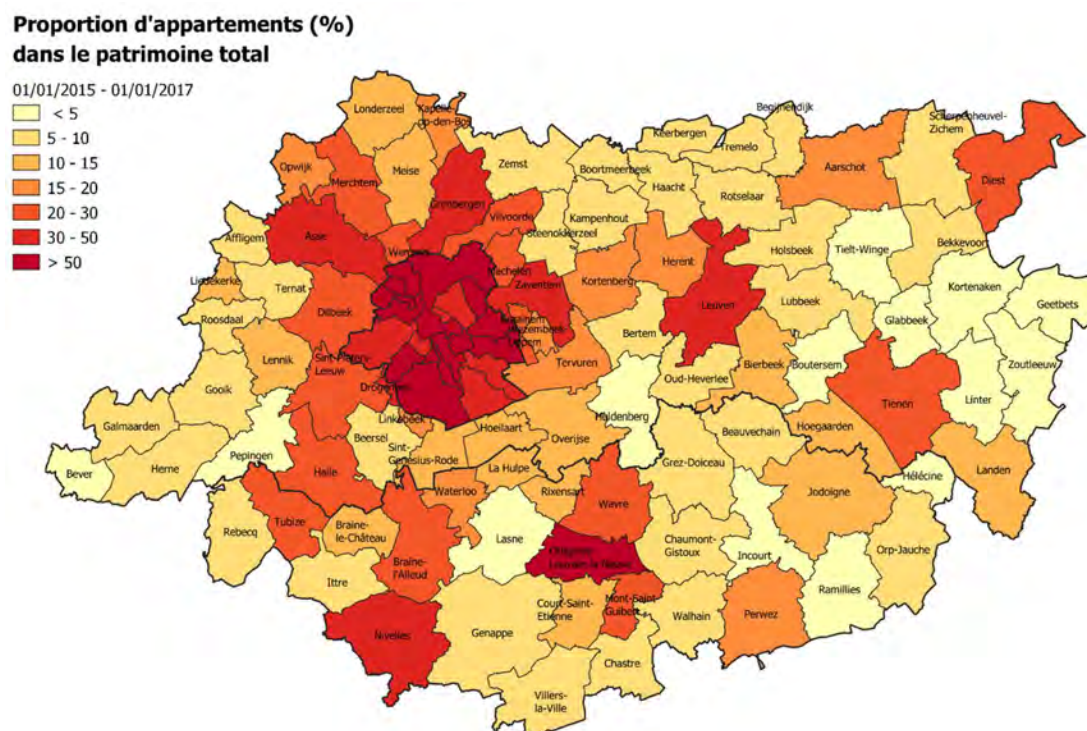 Proportion d'appartements (%)
dans le patrimoine total
01/01/2015 - 01/01/2017
< 5
5 - 10
10 - 15
15 - 20
20 - 30
30 - 50
> 50
Londerzeel
Kapelle-
op-den-Bos
Opwijk
Merchtem
Meise
Zemst
Keerbergen
Begijnendijk
Tremelo
Scherpenheuvel-
Zichem
Boortmeerbeek
Haacht
Rotselaar
Aarschot
Diest
Grimbergen
Vilvoorde
Kampenhout
Steenokkerzeel
Affligem
Asse
Wemmel
Holsbeek
Tielt-Winge
Bekkevoort
Liedekerke
Ternat
Machelen
Zaventem
Kortenberg
Herent
Leuven
Kortenaken
Geetbets
Roosdaal
Dilbeek
Lubbeek
Glabbeek
Kraainem
Wezembeek-
Oppem
Bertem
Lennik
Sint-Pieters-
Leeuw
Tervuren
Oud-Heverlee
Bierbeek
Boutersem
Zoutleeuw
Gooik
Drogenbos
Huldenberg
Tienen
Linter
Galmaarden
Linkebeek
Beersel
Sint-
Genesius-Rode
Hoeilaart
Overijse
Beauvechain
Hoegaarden
Bever
Herne
Pepingen
Halle
La Hulpe
Grez-Doiceau
Hélécine
Landen
Waterloo
Rixensart
Wavre
Jodoigne
Rebecq
Tubize
Braine-
le-Château
Lasne
Chaumont-
Gistoux
Incourt
Orp-Jauche
Braine-
l'Alleud
Ottignies-
Louvain-la-Neuve
Ittre
Ramillies
Court-Saint-
Etienne
Mont-Saint-
Guibert
Walhain
Perwez
Nivelles
Genappe
Chastre
Villers-
la-Ville